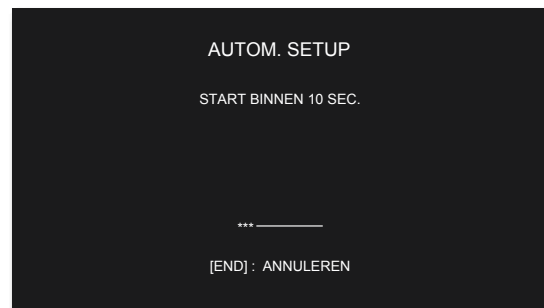 AUTOM. SETUP
START BINNEN 10 SEC.
***
[END] : ANNULEREN